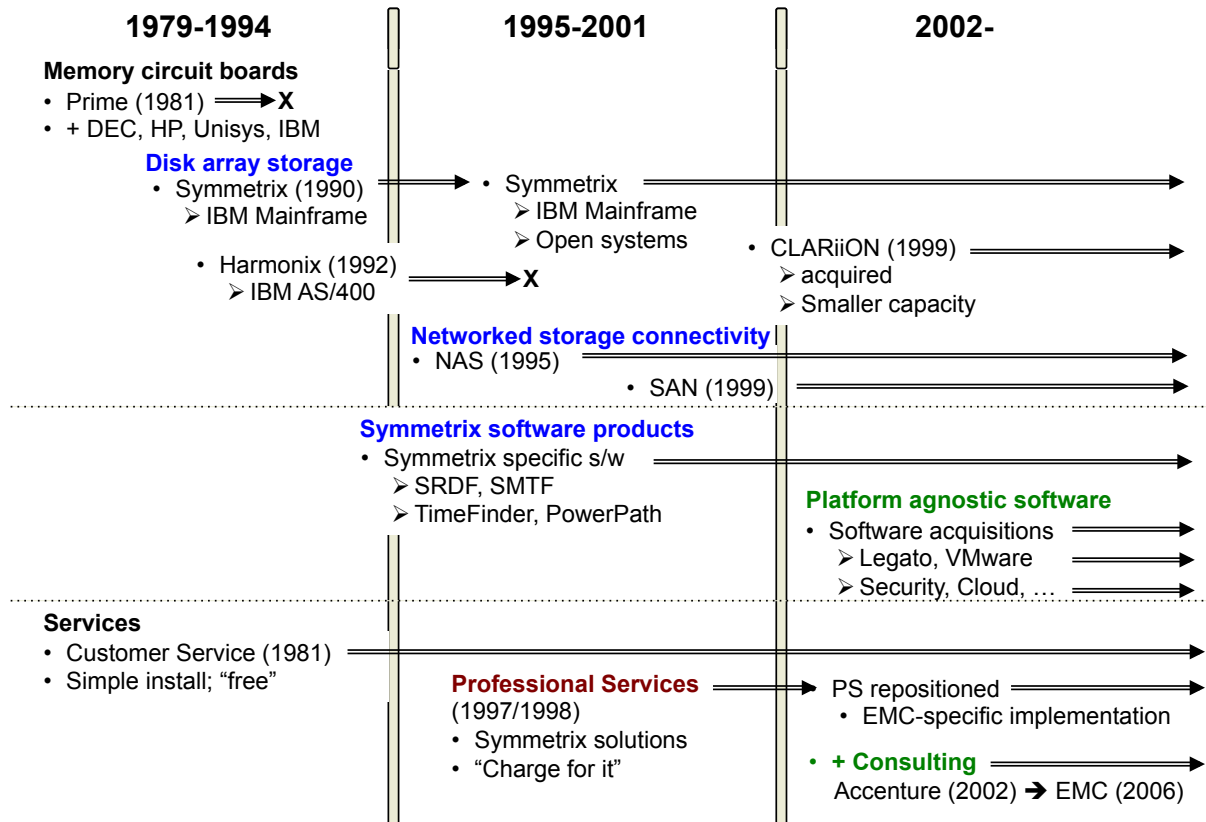 1979-1994 1995-2001 2002-
Memory circuit boards
• Prime (1981) X
• + DEC, HP, Unisys, IBM
Disk array storage
• Symmetrix (1990) • Symmetrix
➢ IBM Mainframe ➢ IBM Mainframe
➢ Open systems
• CLARiiON (1999)
• Harmonix (1992) X ➢ acquired
➢ IBM AS/400 ➢ Smaller capacity
Networked storage connectivity
• NAS (1995)
• SAN (1999)
Symmetrix software products
• Symmetrix specific s/w
➢ SRDF, SMTF
➢ TimeFinder, PowerPath
Platform agnostic software
• Software acquisitions
➢ Legato, VMware
➢ Security, Cloud, …
Services
• Customer Service (1981)
• Simple install; “free”
Professional Services
(1997/1998)
• Symmetrix solutions
• “Charge for it”
• PS repositioned
• EMC-specific implementation
• + Consulting
Accenture (2002) ➔ EMC (2006)